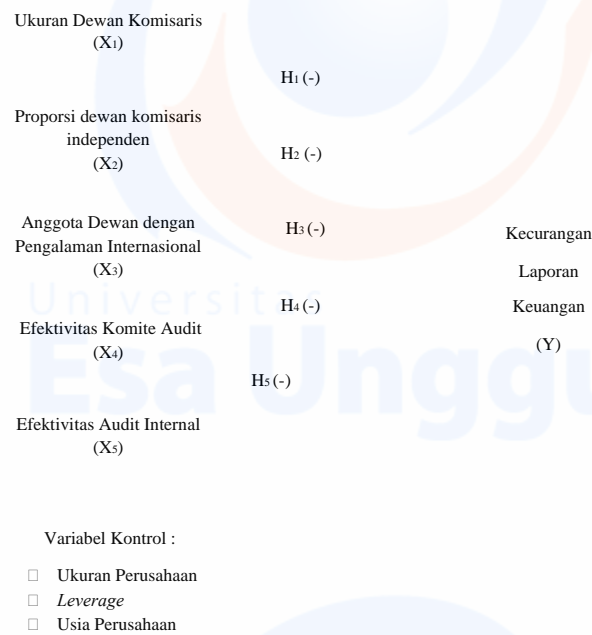 Ukuran Dewan Komisaris
(X1)
H1 (-)
Proporsi dewan komisaris
independen
(X2)
H2 (-)
Anggota Dewan dengan
Pengalaman Internasional
(X3)
H3 (-)
Kecurangan
Laporan
Keuangan
(Y)
H4 (-)
Efektivitas Komite Audit
(X4)
H5 (-)
Efektivitas Audit Internal
(X5)
Variabel Kontrol :
Ukuran Perusahaan
Leverage
Usia Perusahaan
Universitas
Esa Unggu